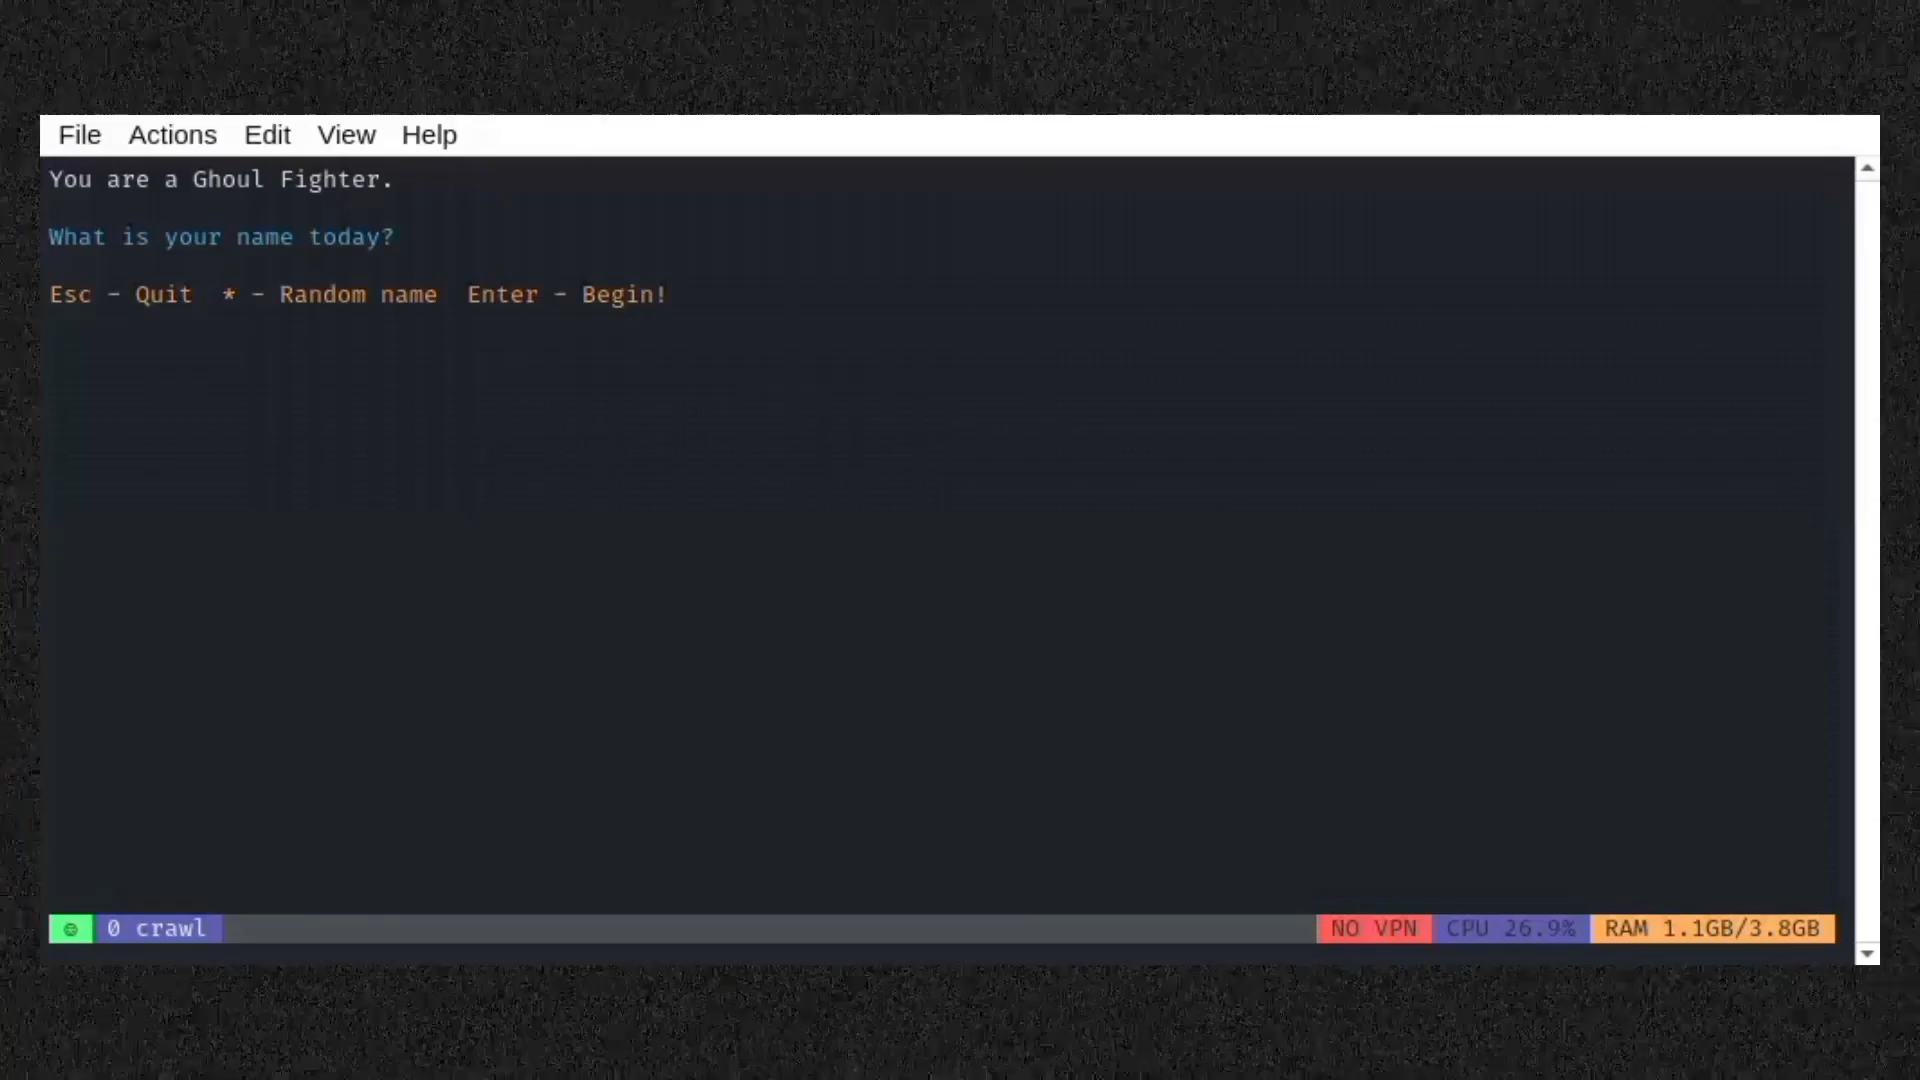 File Actions Edit View Help
You are a Ghoul Fighter.
What is your name today?
Esc - Quit * - Random name Enter - Begin!
0 crawl NO VPN CPU 26.9% RAM 1.1GB/3.8GB